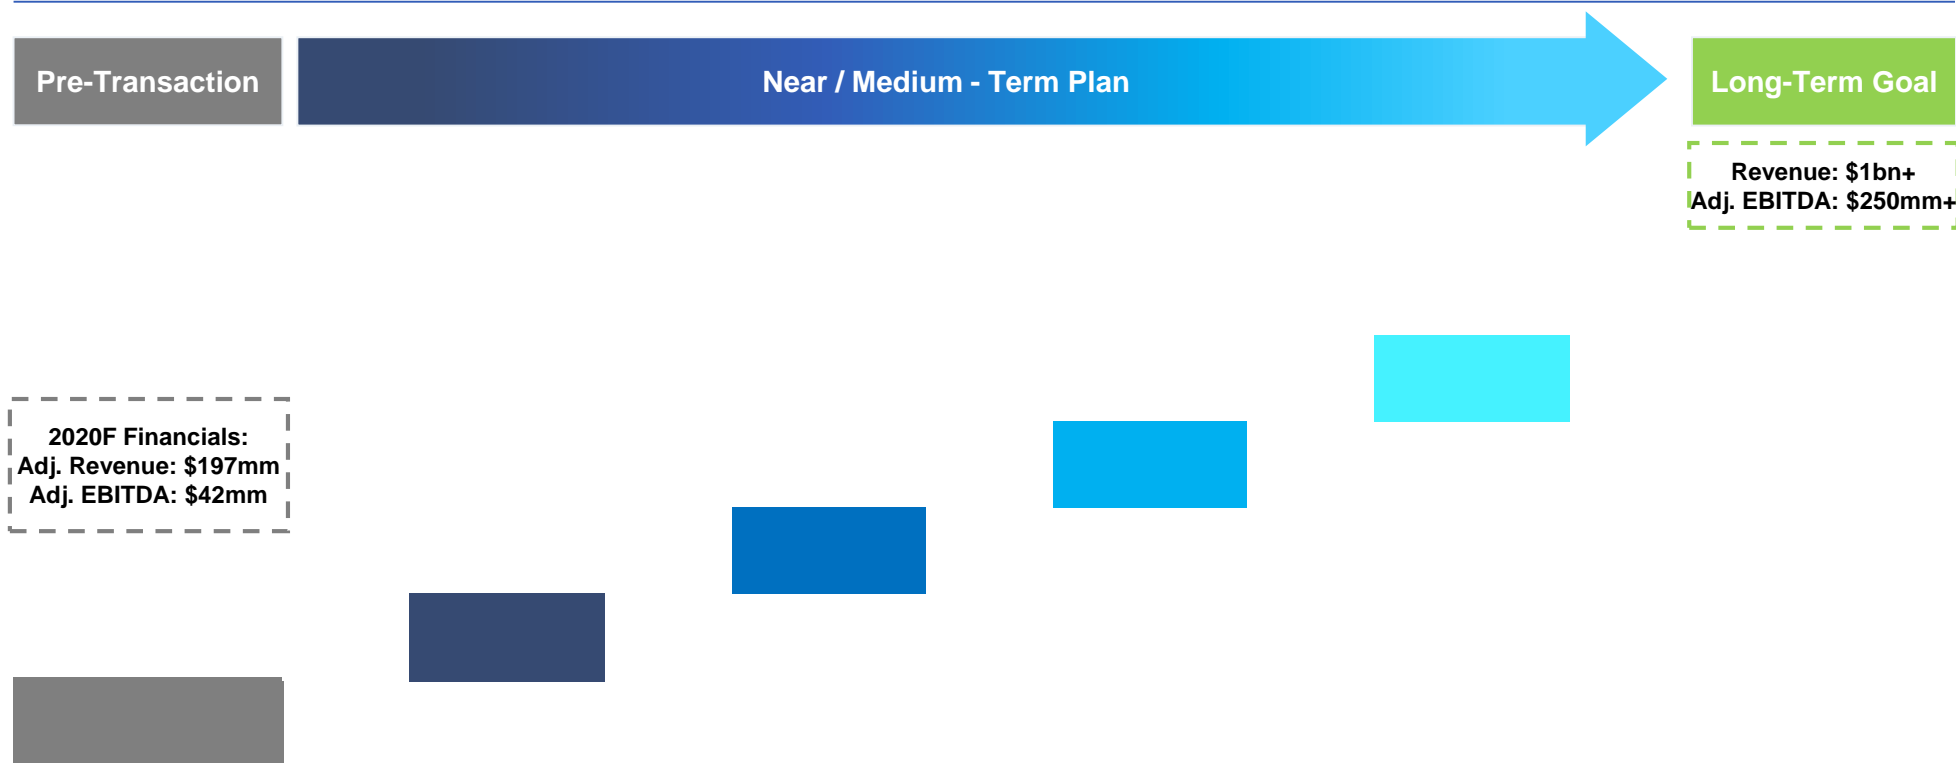 Pre-Transaction
Near / Medium - Term Plan
Long-Term Goal
Revenue: $1bn+
Adj. EBITDA: $250mm+
2020F Financials:
Adj. Revenue: $197mm
Adj. EBITDA: $42mm